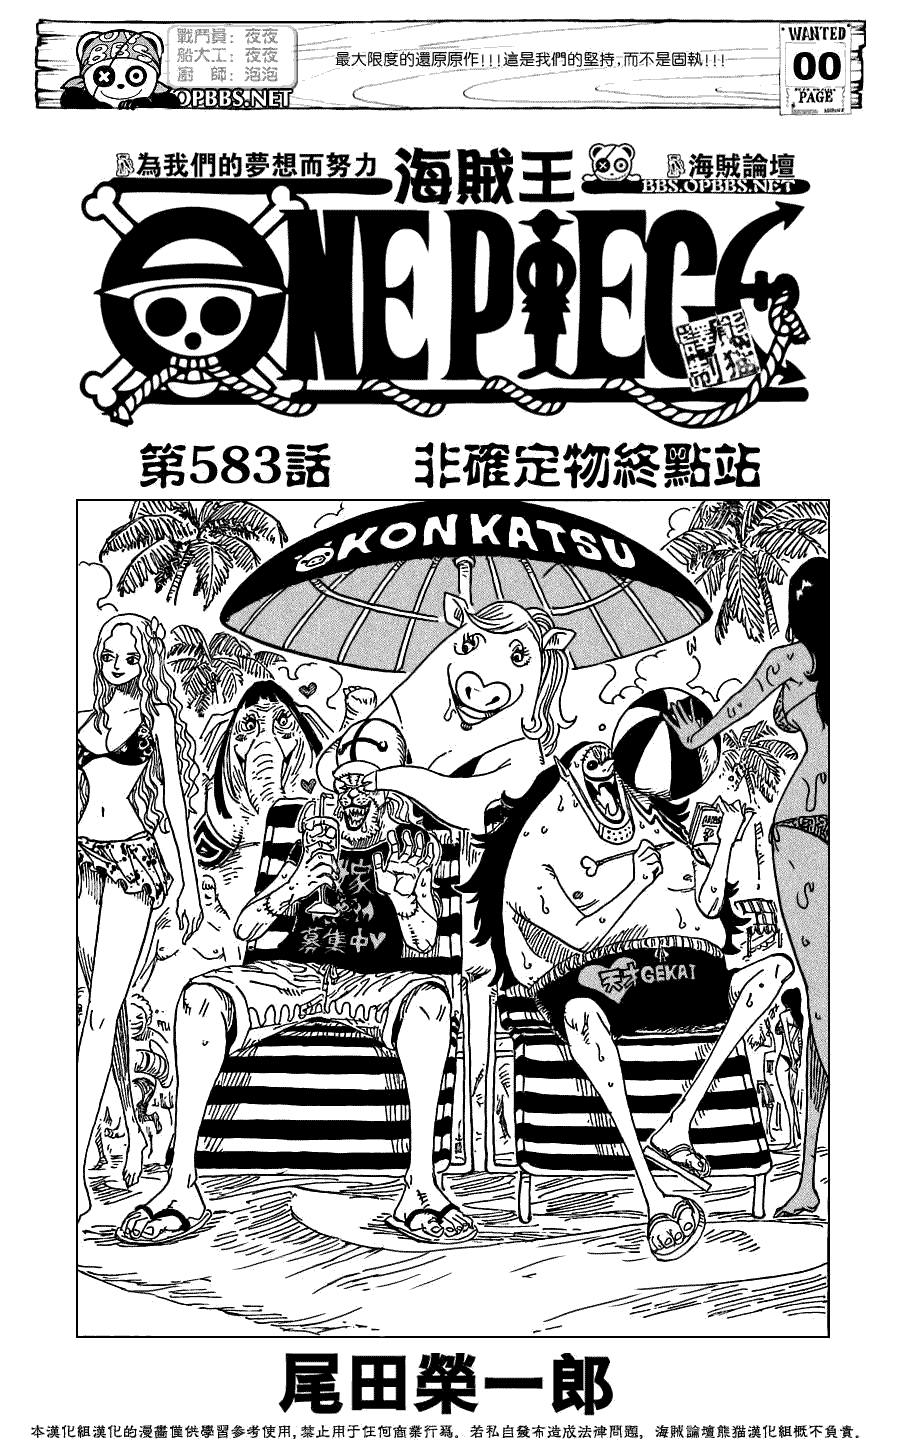 戰鬥員：夜夜
船大工：夜夜
廚　師：泡泡
OPBBS.NET
最大限度的還原原作!!!這是我們的堅持,而不是固執!!!
WANTED
00
PAGE
為我們的夢想而努力
海賊王
海賊論壇
BBS.OPBBS.NET
ONE PIECE
熊猫譯制
第583話　非確定物終點站
KONKATSU
嫁
募集中♥
天才 GEKAI
尾田榮一郎
本漢化組漢化的漫畫僅供學習參考使用,禁止用于任何商業行為。若私自發布造成法律問題，海賊論壇熊猫漢化組概不負責。